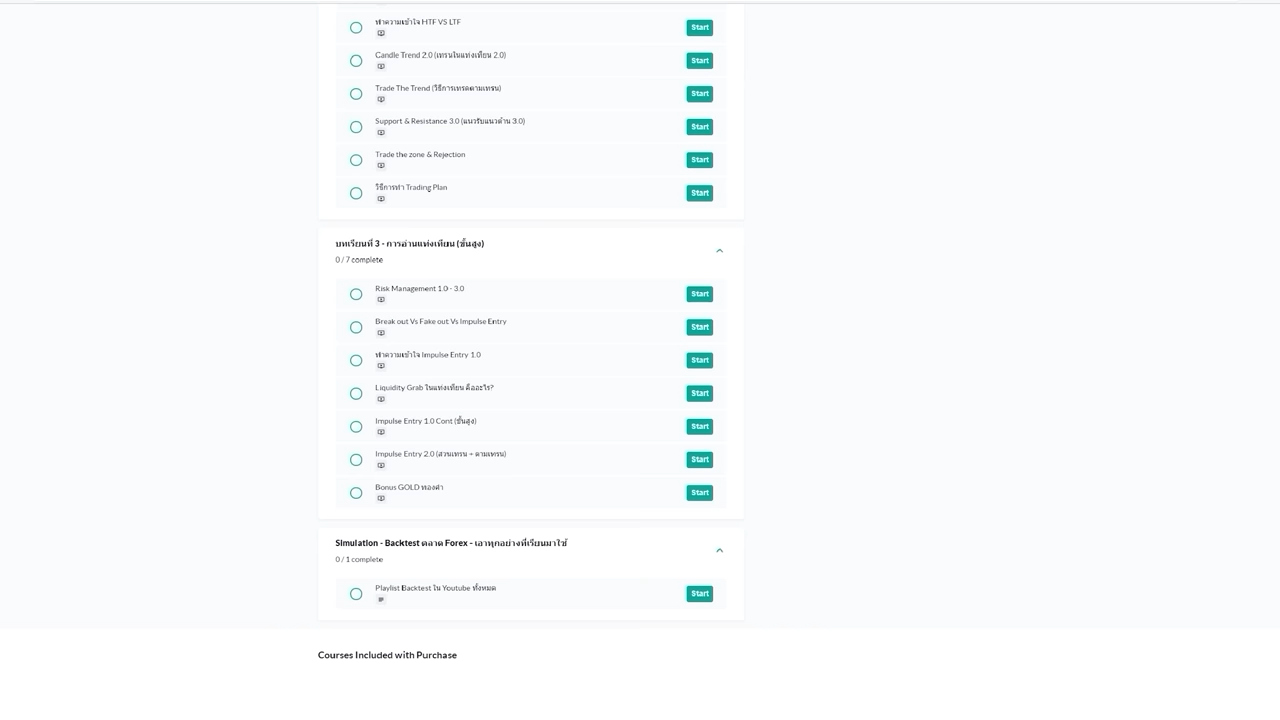 ทำความเข้าใจ HTF VS LTF
Start
Candle Trend 2.0 (เทรนในแท่งเทียน 2.0)
Start
Trade The Trend (วิธีการเทรดตามเทรน)
Start
Support & Resistance 3.0 (แนวรับแนวต้าน 3.0)
Start
Trade the zone & Rejection
Start
วิธีการทำ Trading Plan
Start
บทเรียนที่ 3 - การอ่านแท่งเทียน (ขั้นสูง)
0 / 7 complete
Risk Management 1.0 - 3.0
Start
Break out Vs Fake out Vs Impulse Entry
Start
ทำความเข้าใจ Impulse Entry 1.0
Start
Liquidity Grab ในแท่งเทียน คืออะไร?
Start
Impulse Entry 1.0 Cont (ขั้นสูง)
Start
Impulse Entry 2.0 (สวนเทรน + ตามเทรน)
Start
Bonus GOLD ทองคำ
Start
Simulation - Backtest ตลาด Forex - เอาทุกอย่างที่เรียนมาใช้
0 / 1 complete
Playlist Backtest ใน Youtube ทั้งหมด
Start
Courses Included with Purchase